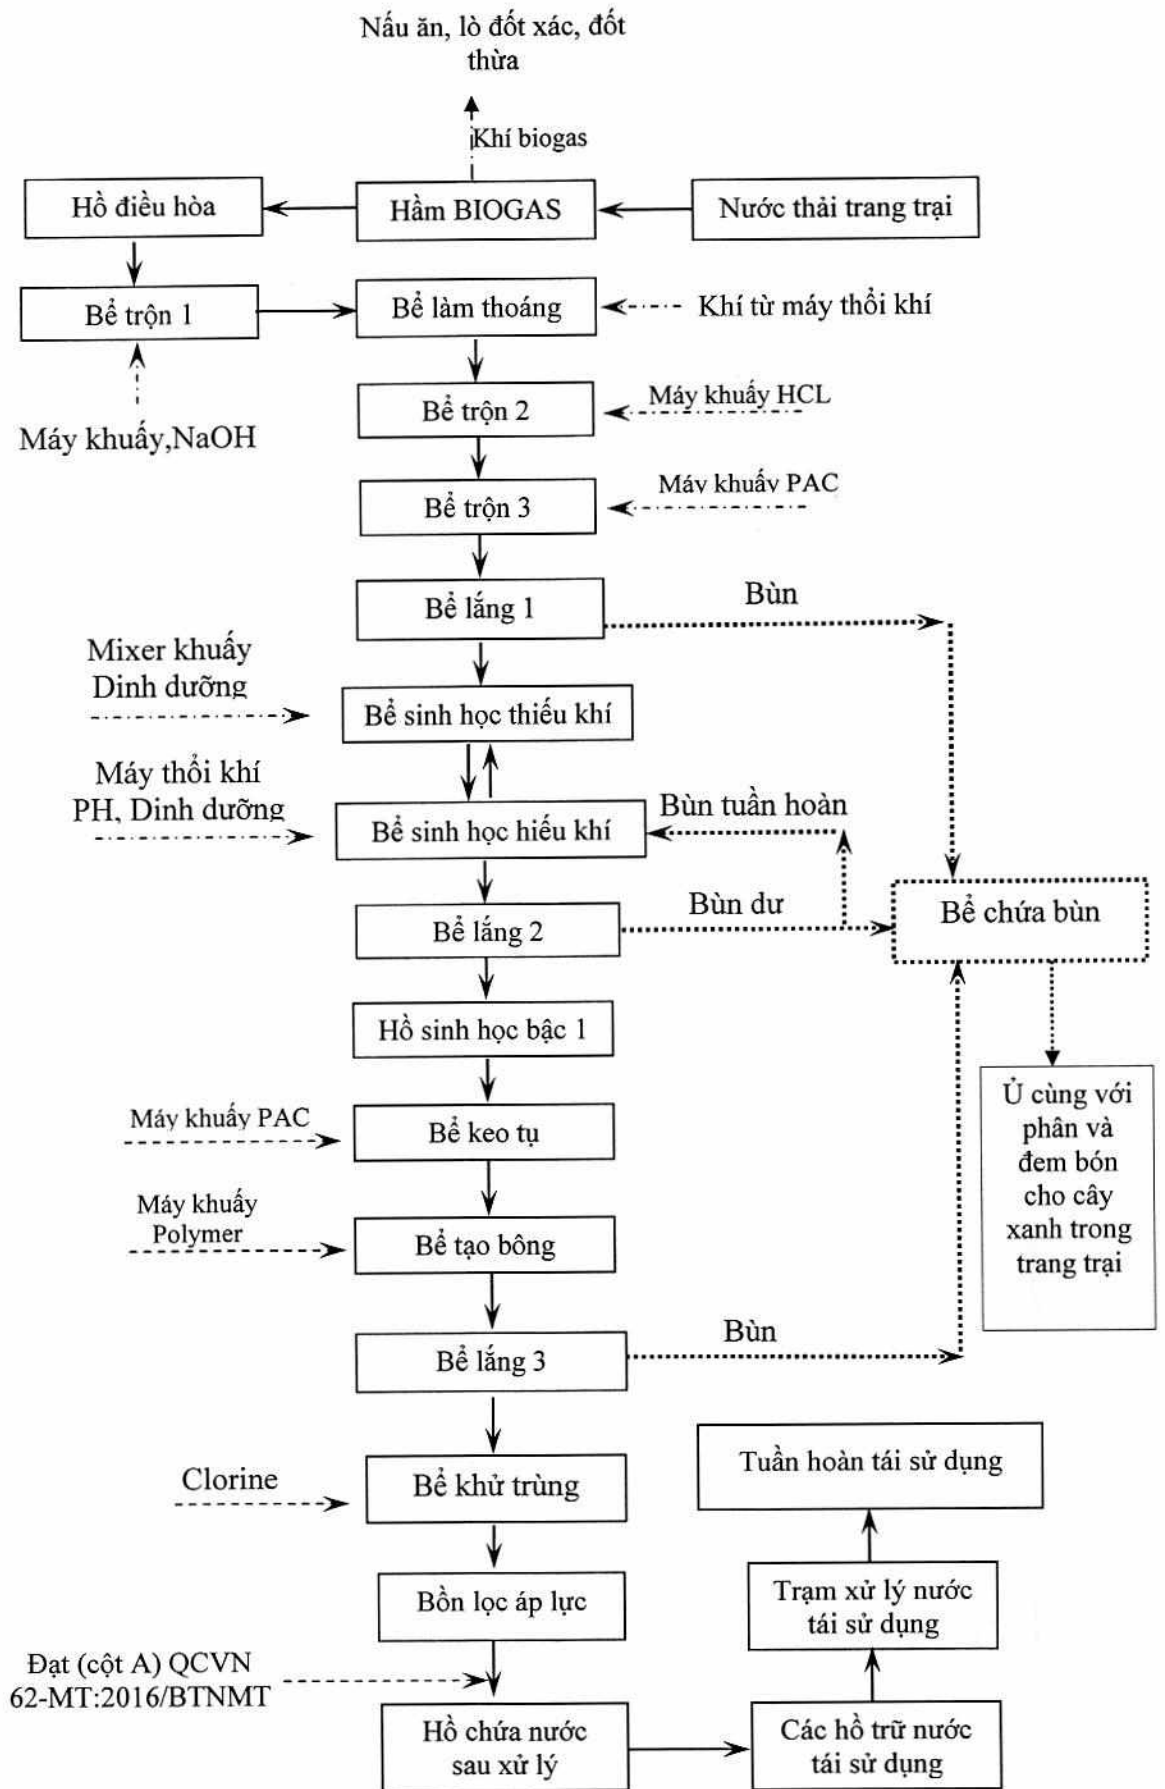 Nấu ăn, lò đốt xác, đốt
thừa
Khí biogas
Hồ điều hòa
Hầm BIOGAS
Nước thải trang trại
Bể trộn 1
Bể làm thoáng
Khí từ máy thổi khí
Máy khuấy,NaOH
Bể trộn 2
Máy khuấy HCL
Bể trộn 3
Máy khuấy PAC
Bể lắng 1
Bùn
Mixer khuấy
Dinh dưỡng
Bể sinh học thiếu khí
Máy thổi khí
PH, Dinh dưỡng
Bể sinh học hiếu khí
Bùn tuần hoàn
Bể lắng 2
Bùn dư
Bể chứa bùn
Hồ sinh học bậc 1
Ủ cùng với
phân và
đem bón
cho cây
xanh trong
trang trại
Máy khuấy PAC
Bể keo tụ
Máy khuấy
Polymer
Bể tạo bông
Bể lắng 3
Bùn
Clorine
Bể khử trùng
Tuần hoàn tái sử dụng
Bồn lọc áp lực
Trạm xử lý nước
tái sử dụng
Đạt (cột A) QCVN
62-MT:2016/BTNMT
Hồ chứa nước
sau xử lý
Các hồ trữ nước
tái sử dụng